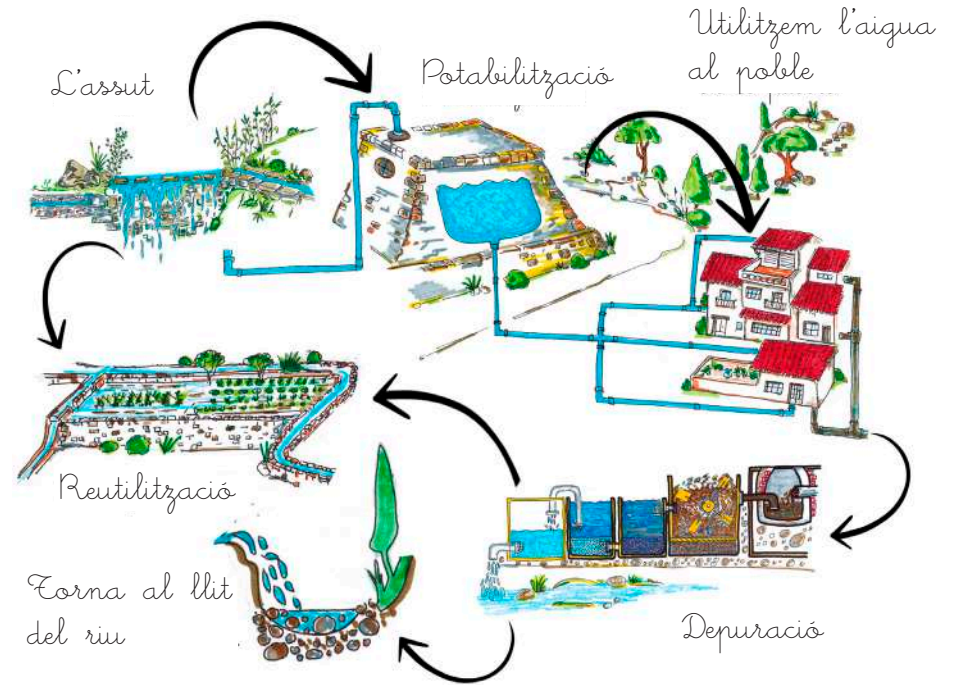 L'assut
Potabilització
Utilitzem l'aigua
al poble
Reutilització
Torna al llit
del riu
Depuració